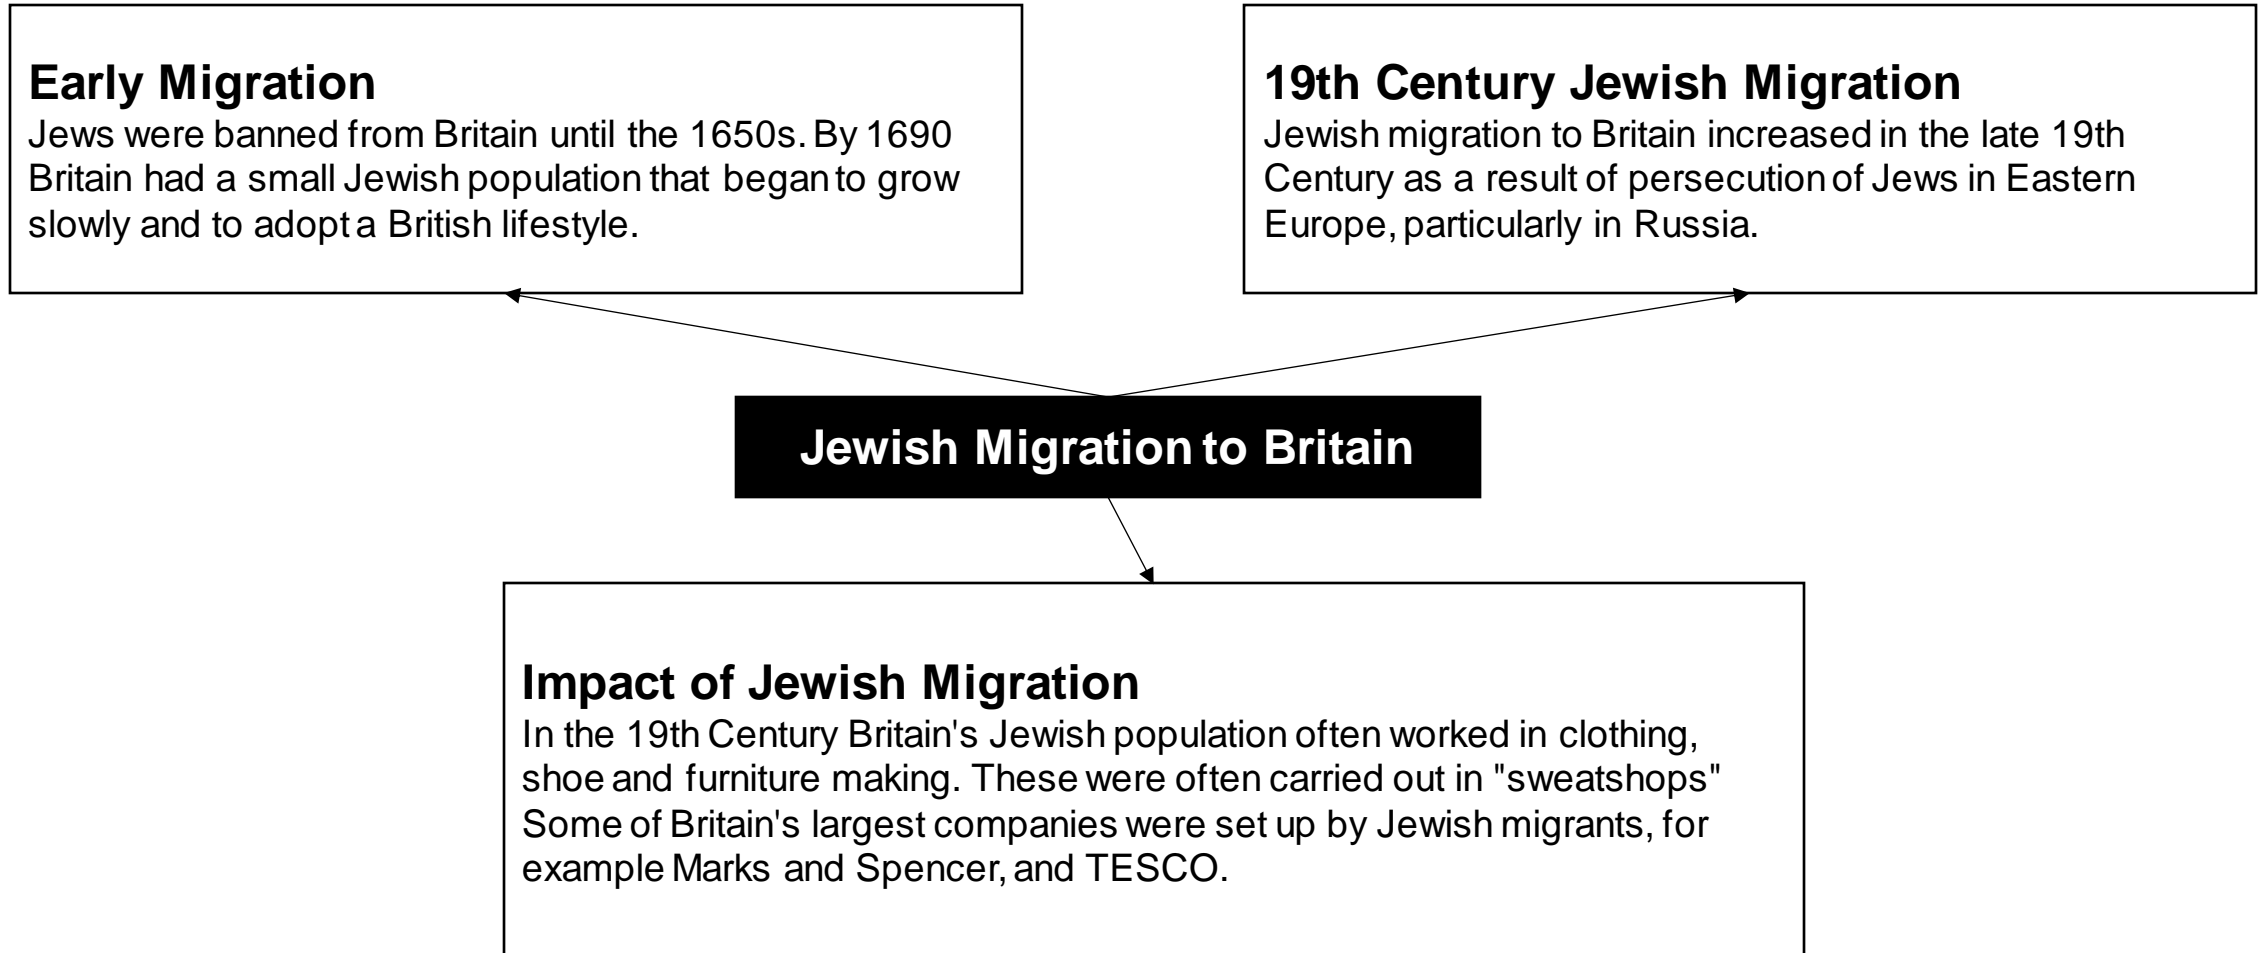 Early Migration
Jews were banned from Britain until the 1650s. By 1690
Britain had a small Jewish population that began to grow
slowly and to adopt a British lifestyle.
19th Century Jewish Migration
Jewish migration to Britain increased in the late 19th
Century as a result of persecution of Jews in Eastern
Europe, particularly in Russia.
Jewish Migration to Britain
Impact of Jewish Migration
In the 19th Century Britain's Jewish population often worked in clothing,
shoe and furniture making. These were often carried out in "sweatshops"
Some of Britain's largest companies were set up by Jewish migrants, for
example Marks and Spencer, and TESCO.